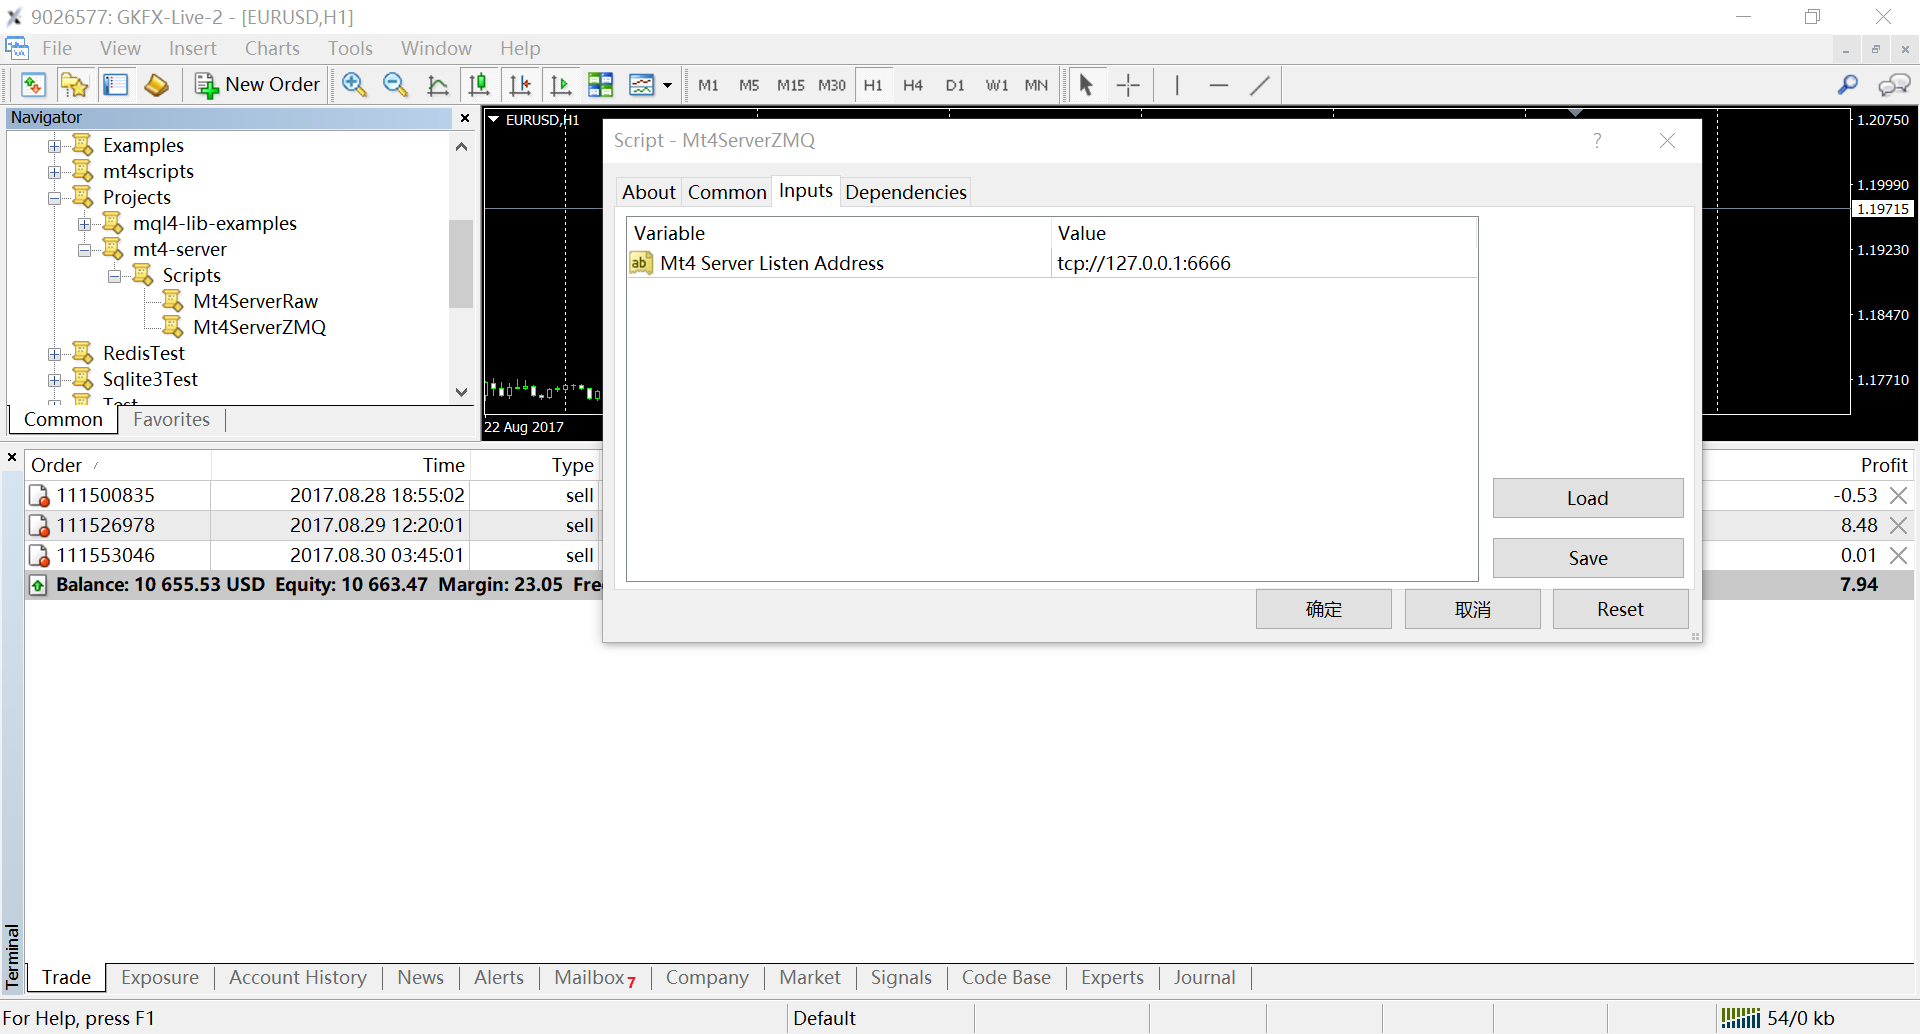 9026577: GKFX-Live-2 - [EURUSD,H1]
File View Insert Charts Tools Window Help
New Order M1 M5 M15 M30 H1 H4 D1 W1 MN
Navigator
Examples
mt4scripts
Projects
mql4-lib-examples
mt4-server
Scripts
Mt4ServerRaw
Mt4ServerZMQ
RedisTest
Sqlite3Test
Test
Common Favorites
EURUSD,H1
22 Aug 2017
1.20750
1.19990
1.19715
1.19230
1.18470
1.17710
Script - Mt4ServerZMQ
About Common Inputs Dependencies
Variable Value
ab Mt4 Server Listen Address tcp://127.0.0.1:6666
Load
Save
确定 取消 Reset
Order Time Type Profit
111500835 2017.08.28 18:55:02 sell -0.53
111526978 2017.08.29 12:20:01 sell 8.48
111553046 2017.08.30 03:45:01 sell 0.01
Balance: 10 655.53 USD Equity: 10 663.47 Margin: 23.05 Fre 7.94
Terminal
Trade Exposure Account History News Alerts Mailbox 7 Company Market Signals Code Base Experts Journal
For Help, press F1 Default 54/0 kb